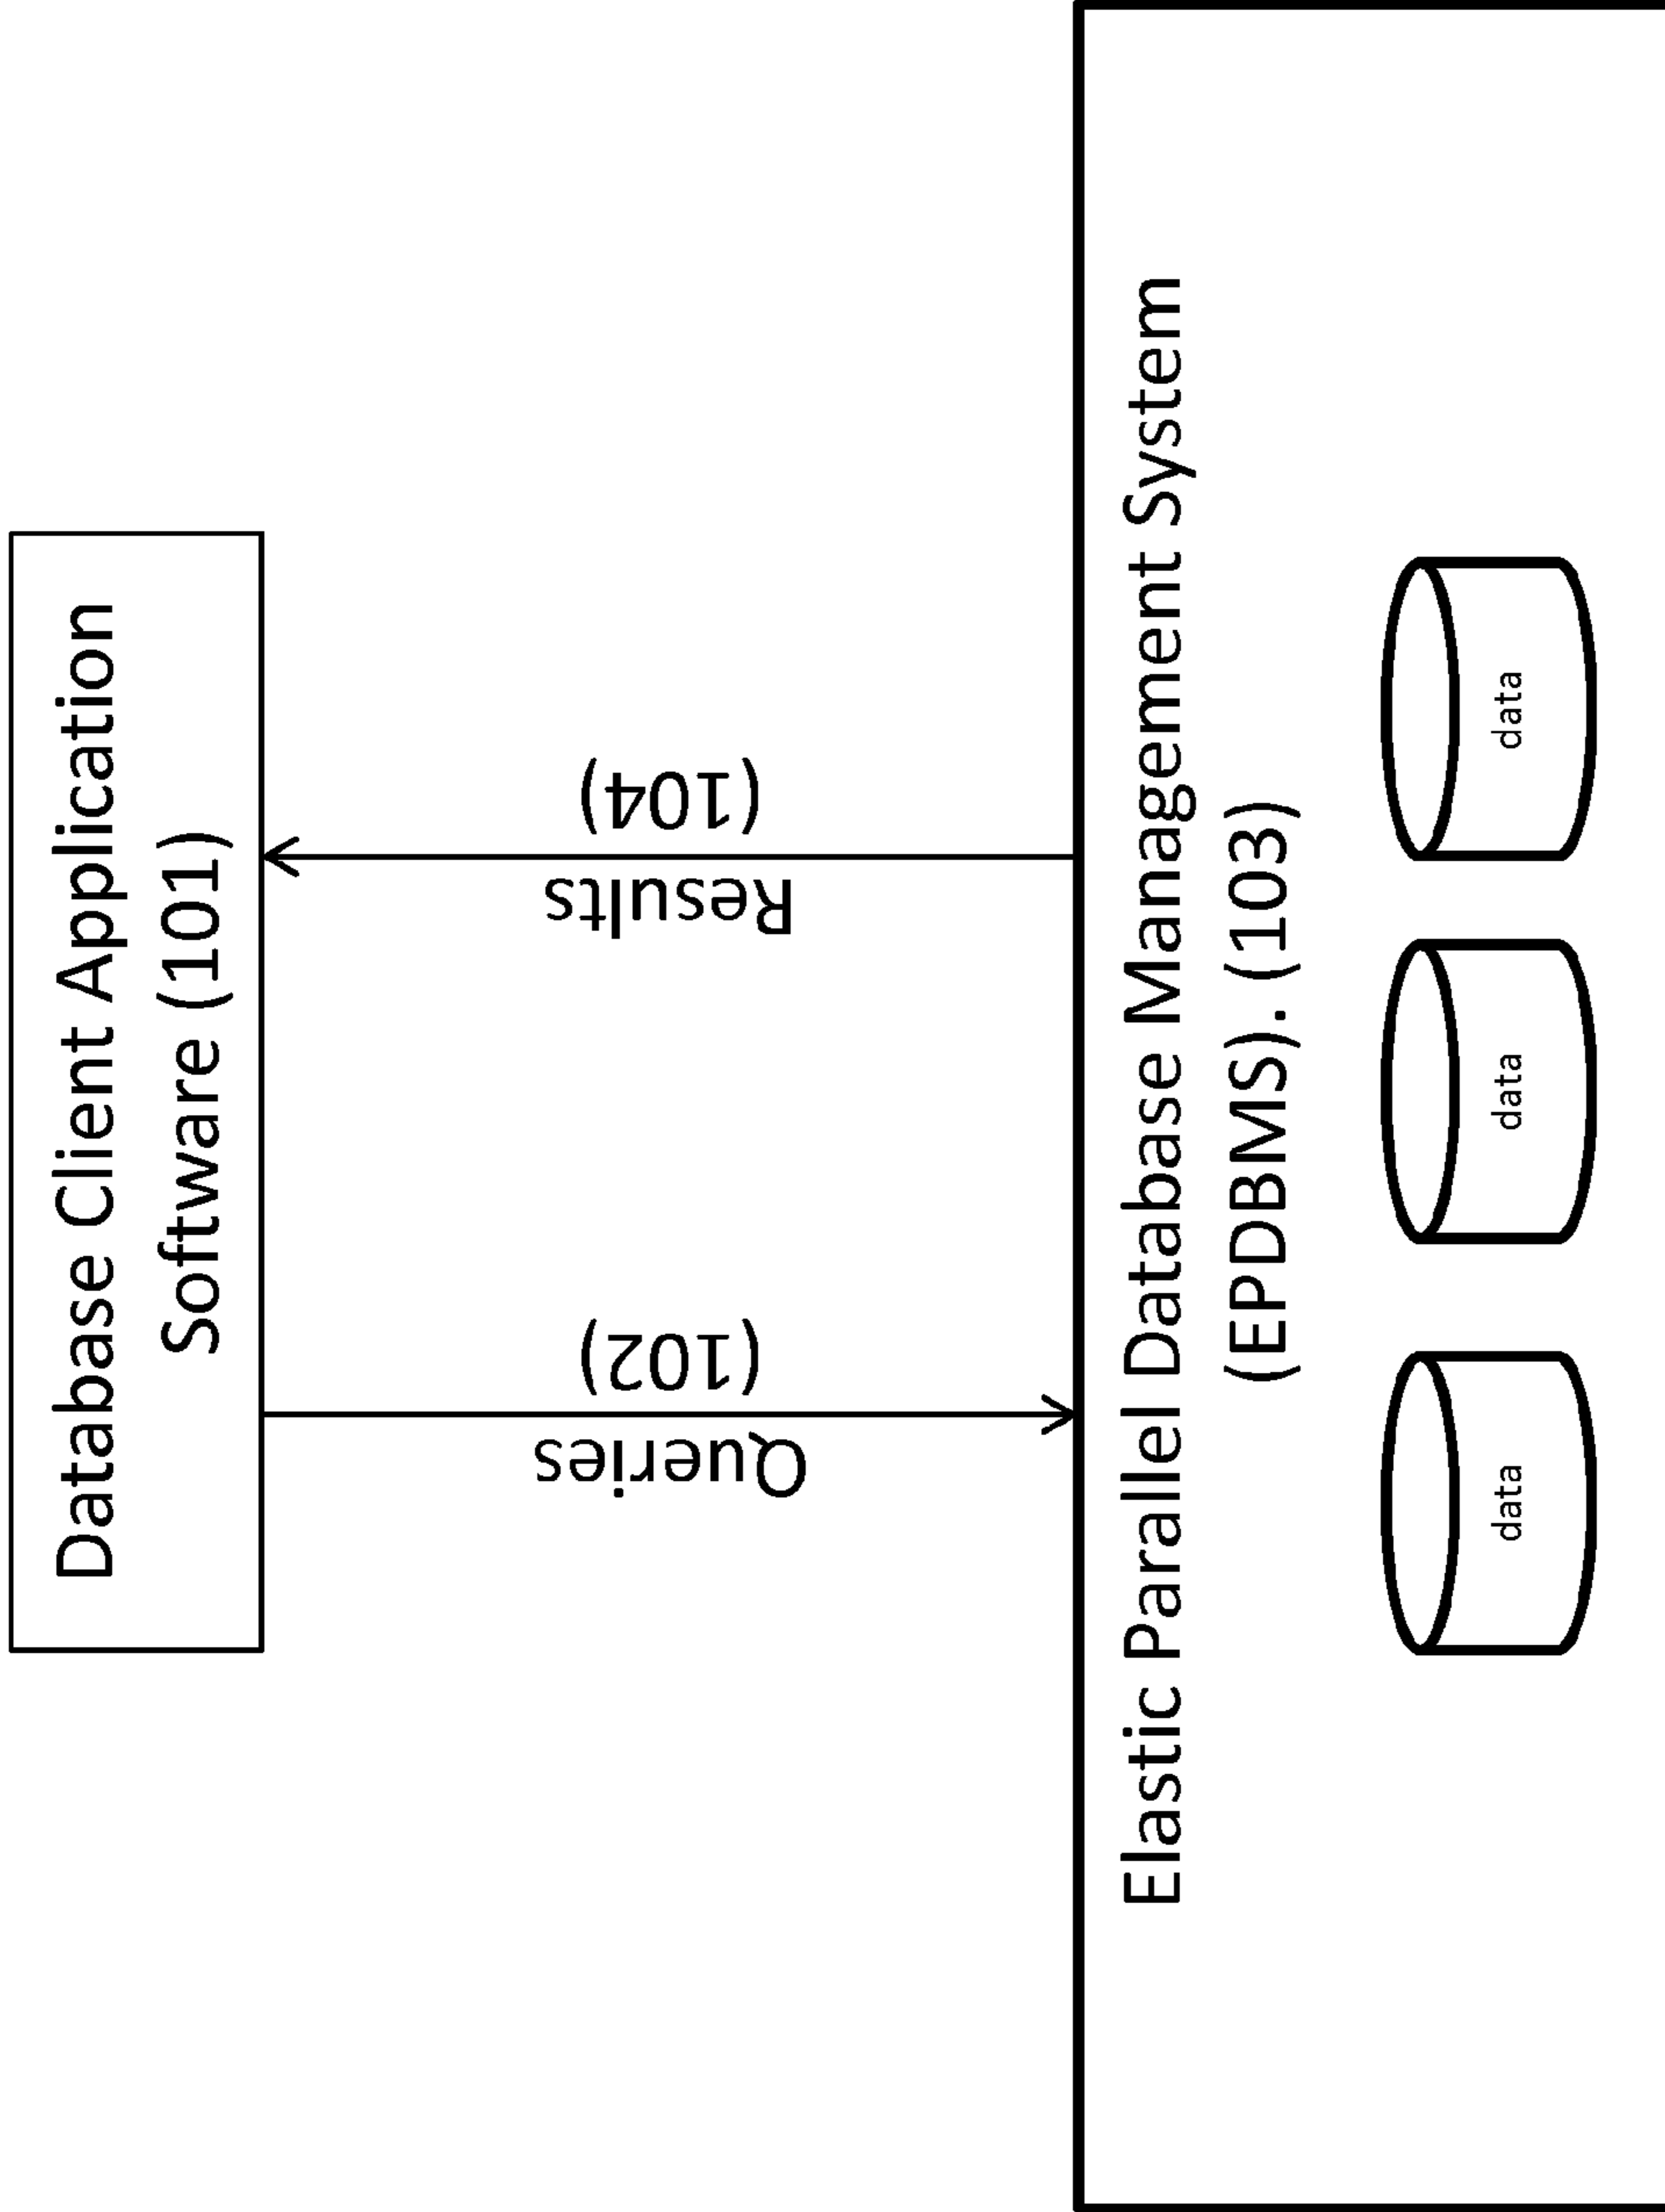 Database Client Application
Software (101)
Queries
(102)
Results
(104)
Elastic Parallel Database Management System
(EPDBMS). (103)
data
data
data